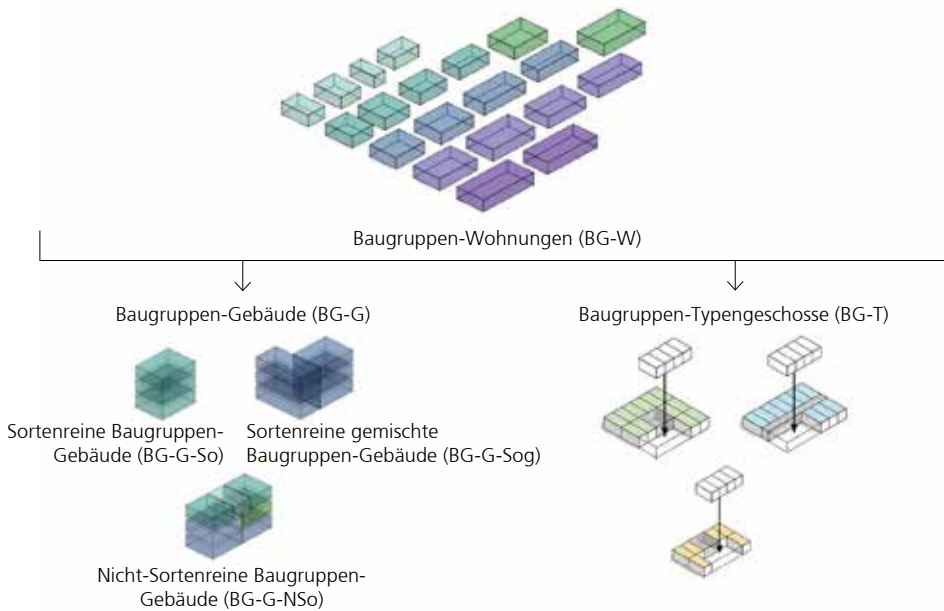 Baugruppen-Wohnungen (BG-W)
Baugruppen-Gebäude (BG-G)
Baugruppen-Typengeschosse (BG-T)
Sortenreine Baugruppen-
Gebäude (BG-G-So)
Sortenreine gemischte
Baugruppen-Gebäude (BG-G-Sog)
Nicht-Sortenreine Baugruppen-
Gebäude (BG-G-NSo)